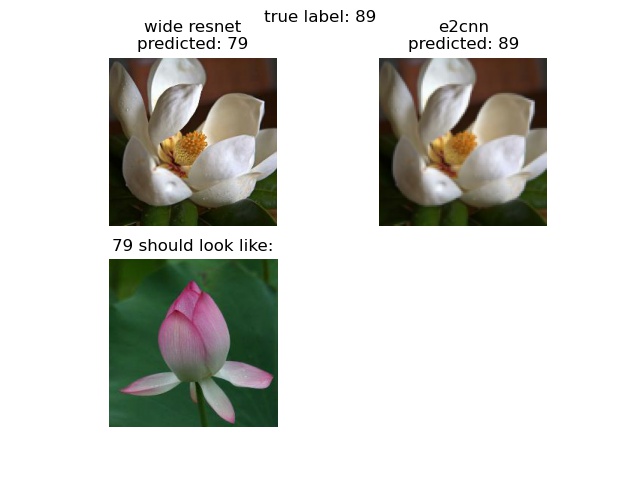 true label: 89
wide resnet
predicted: 79
e2cnn
predicted: 89
79 should look like: